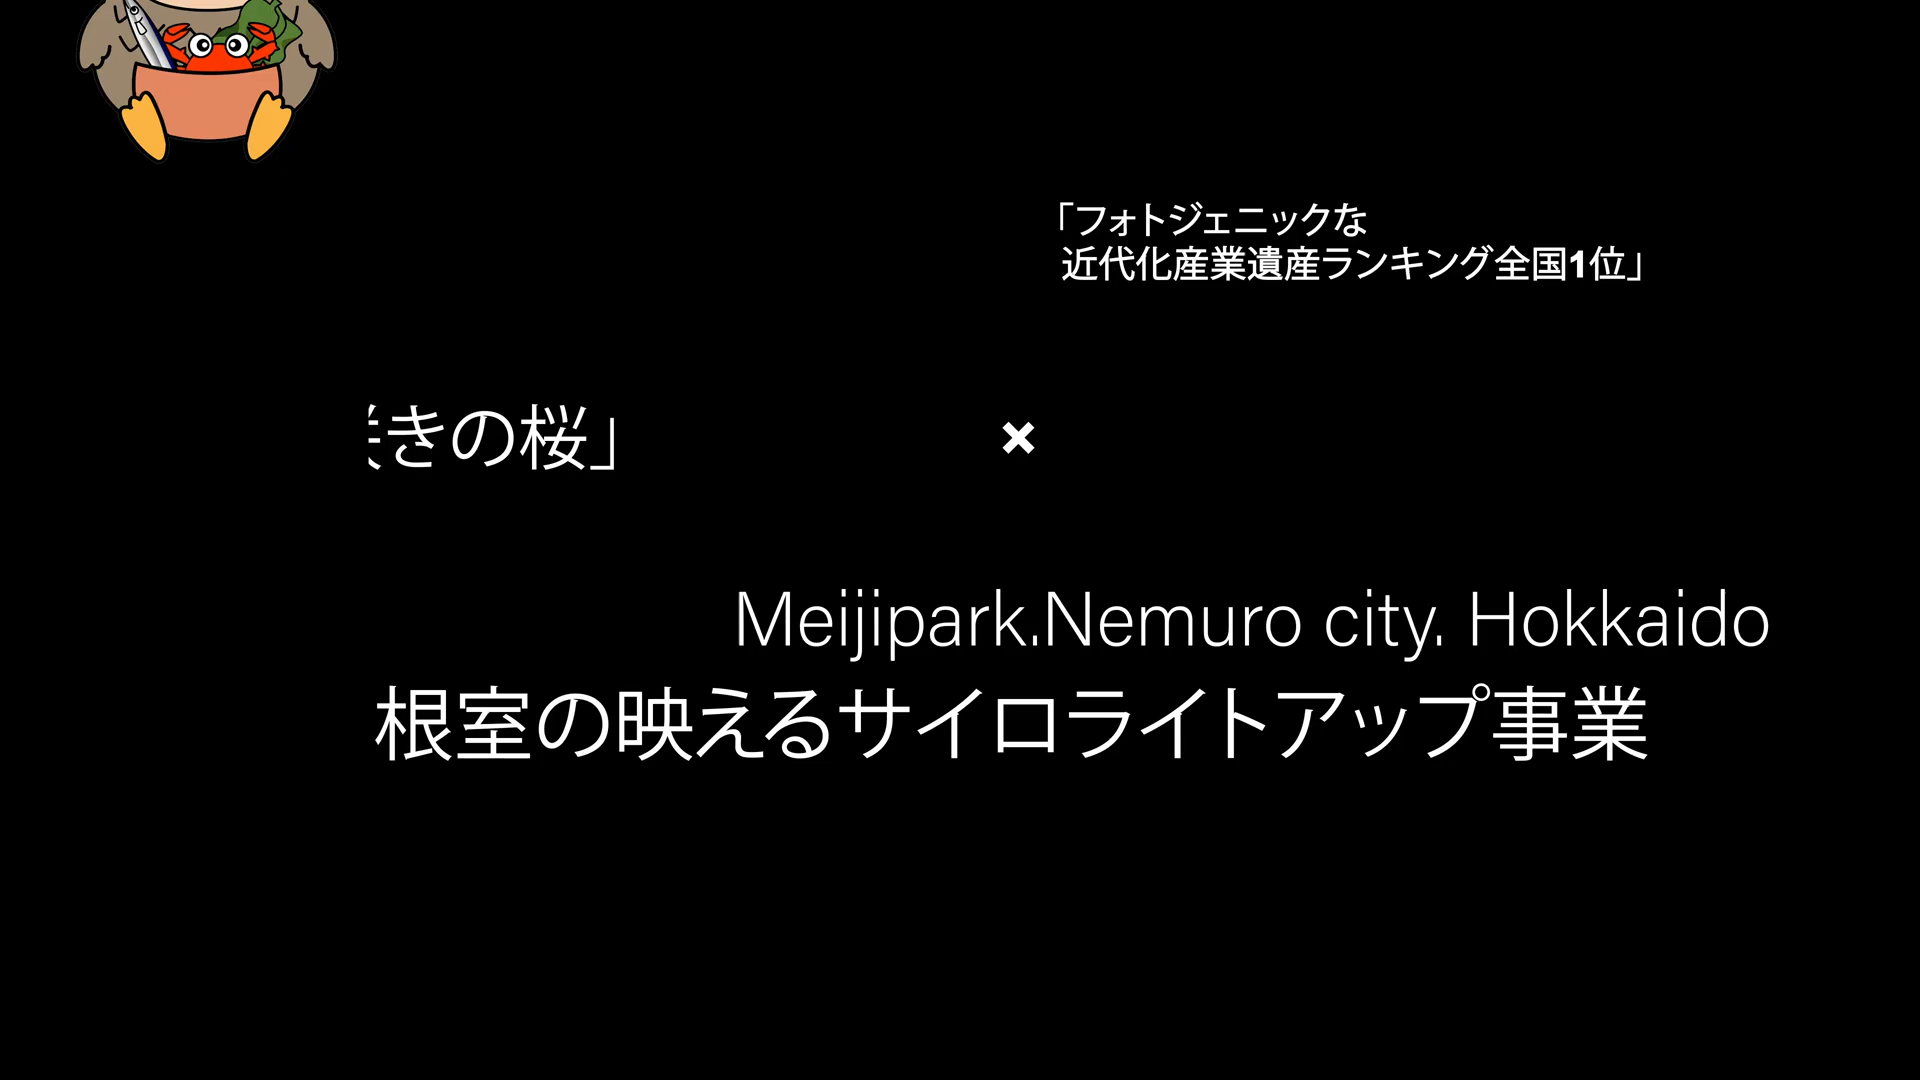 「フォトジェニックな
近代化産業遺産ランキング全国1位」
きの桜」
×
Meijipark.Nemuro city. Hokkaido
根室の映えるサイロライトアップ事業